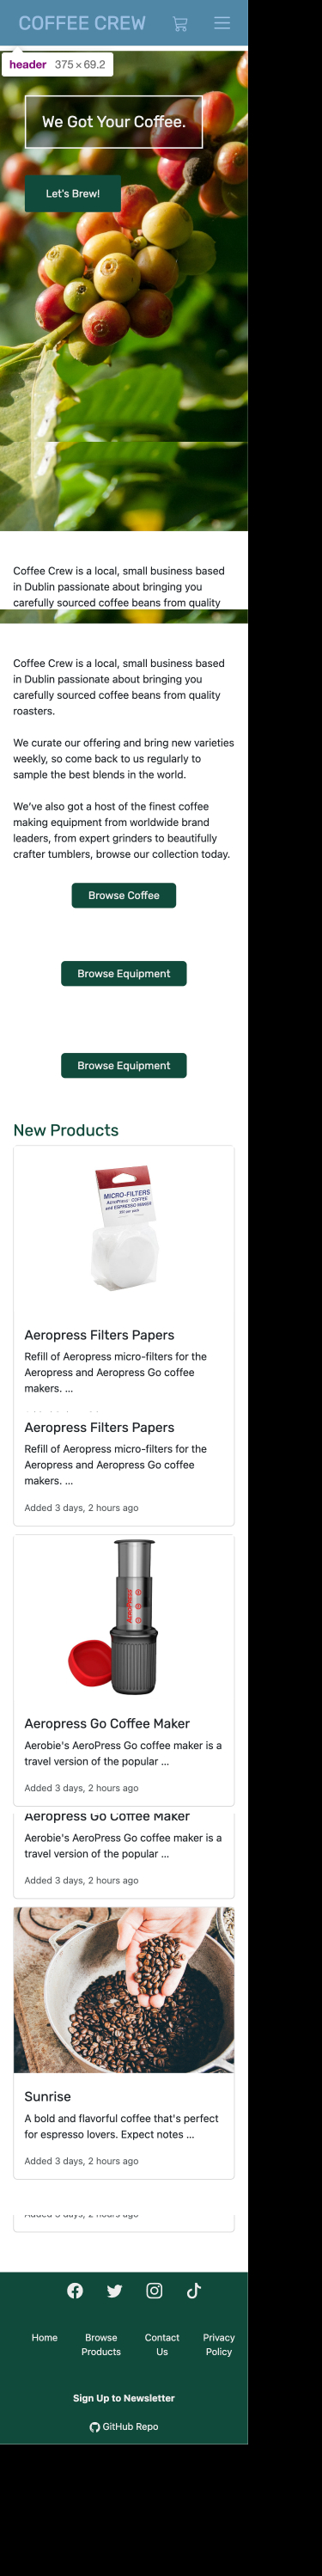 COFFEE CREW
header 375 × 69.2
We Got Your Coffee.
Let's Brew!
Coffee Crew is a local, small business based
in Dublin passionate about bringing you
carefully sourced coffee beans from quality
Coffee Crew is a local, small business based
in Dublin passionate about bringing you
carefully sourced coffee beans from quality
roasters.
We curate our offering and bring new varieties
weekly, so come back to us regularly to
sample the best blends in the world.
We've also got a host of the finest coffee
making equipment from worldwide brand
leaders, from expert grinders to beautifully
crafter tumblers, browse our collection today.
Browse Coffee
Browse Equipment
Browse Equipment
New Products
MICRO-FILTERS
Aeropress Filters Papers
Refill of Aeropress micro-filters for the
Aeropress and Aeropress Go coffee
makers. ...
Aeropress Filters Papers
Refill of Aeropress micro-filters for the
Aeropress and Aeropress Go coffee
makers. ...
Added 3 days, 2 hours ago
AeroPress
Aeropress Go Coffee Maker
Aerobie's AeroPress Go coffee maker is a
travel version of the popular ...
Added 3 days, 2 hours ago
Aeropress Go Coffee Maker
Aerobie's AeroPress Go coffee maker is a
travel version of the popular ...
Added 3 days, 2 hours ago
Sunrise
A bold and flavorful coffee that's perfect
for espresso lovers. Expect notes ...
Added 3 days, 2 hours ago
Added 3 days, 2 hours ago
Home Browse Products Contact Us Privacy Policy
Sign Up to Newsletter
GitHub Repo